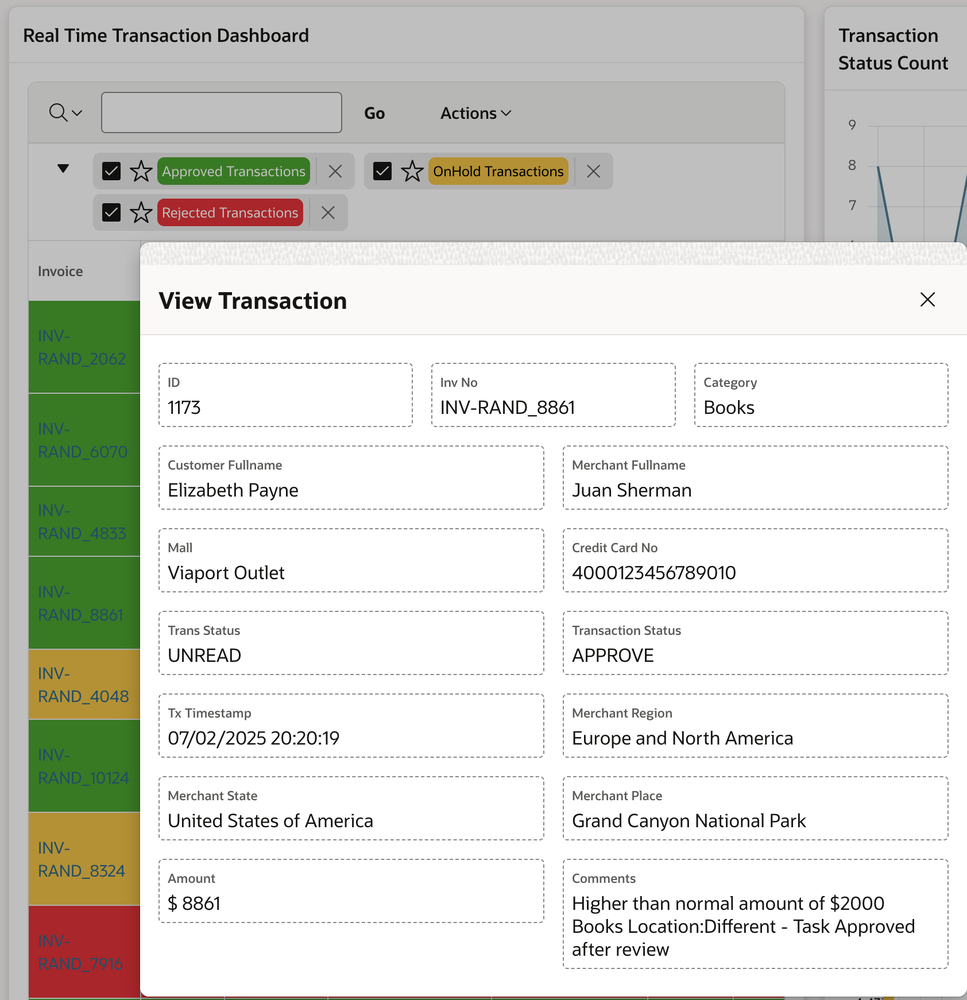 Real Time Transaction Dashboard
Transaction
Status Count
Go
Actions
Approved Transactions
OnHold Transactions
Rejected Transactions
9
8
7
Invoice
INV-
RAND_2062
INV-
RAND_6070
INV-
RAND_4833
INV-
RAND_8861
INV-
RAND_4048
INV-
RAND_10124
INV-
RAND_8324
INV-
RAND_7916
View Transaction
ID
1173
Inv No
INV-RAND_8861
Category
Books
Customer Fullname
Elizabeth Payne
Merchant Fullname
Juan Sherman
Mall
Viaport Outlet
Credit Card No
4000123456789010
Trans Status
UNREAD
Transaction Status
APPROVE
Tx Timestamp
07/02/2025 20:20:19
Merchant Region
Europe and North America
Merchant State
United States of America
Merchant Place
Grand Canyon National Park
Amount
$ 8861
Comments
Higher than normal amount of $2000
Books Location:Different - Task Approved
after review